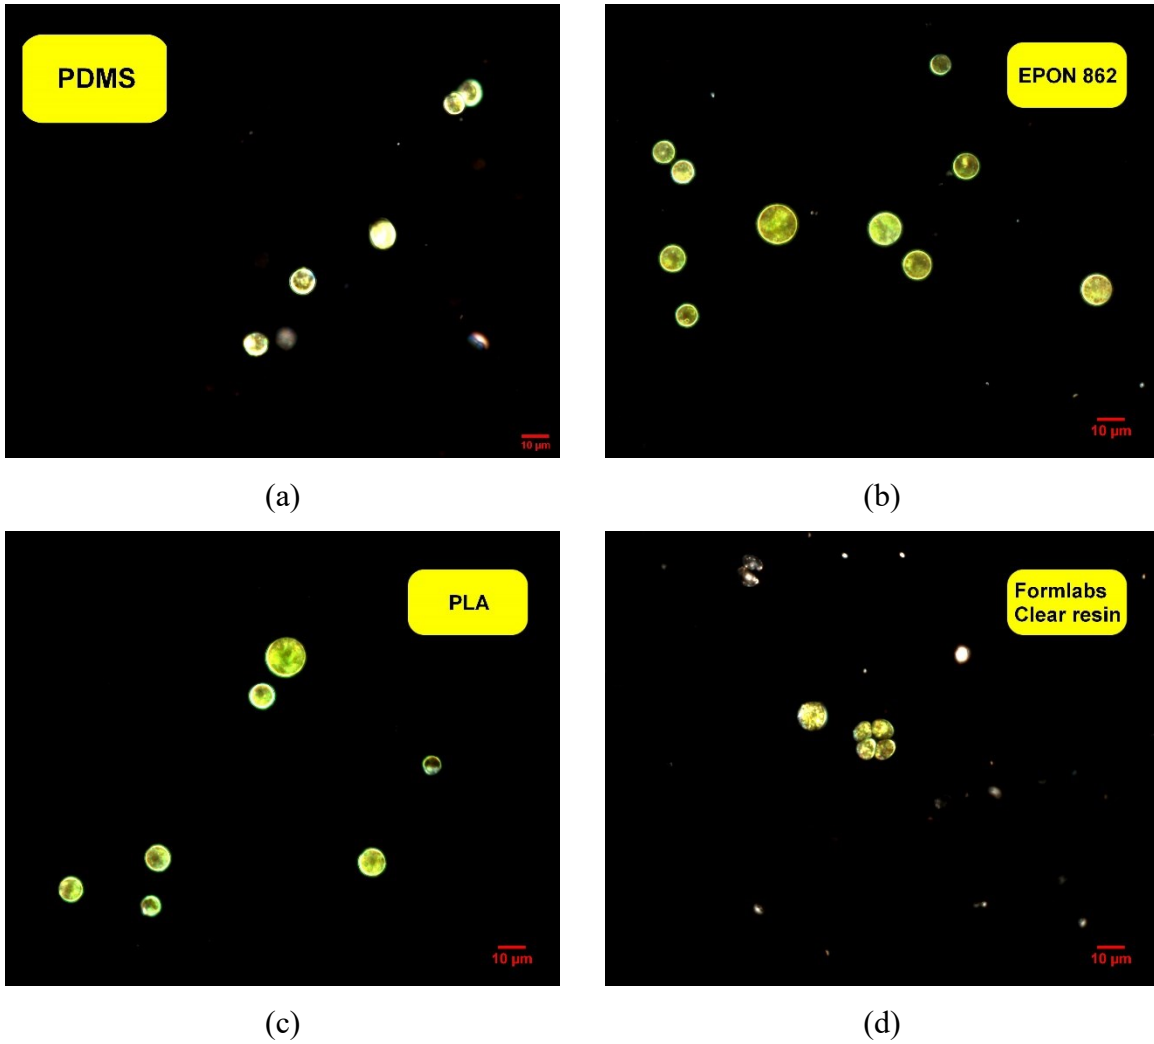 PDMS
10 µm
EPON 862
10 µm
(a)
(b)
PLA
10 µm
Formlabs
Clear resin
10 µm
(c)
(d)